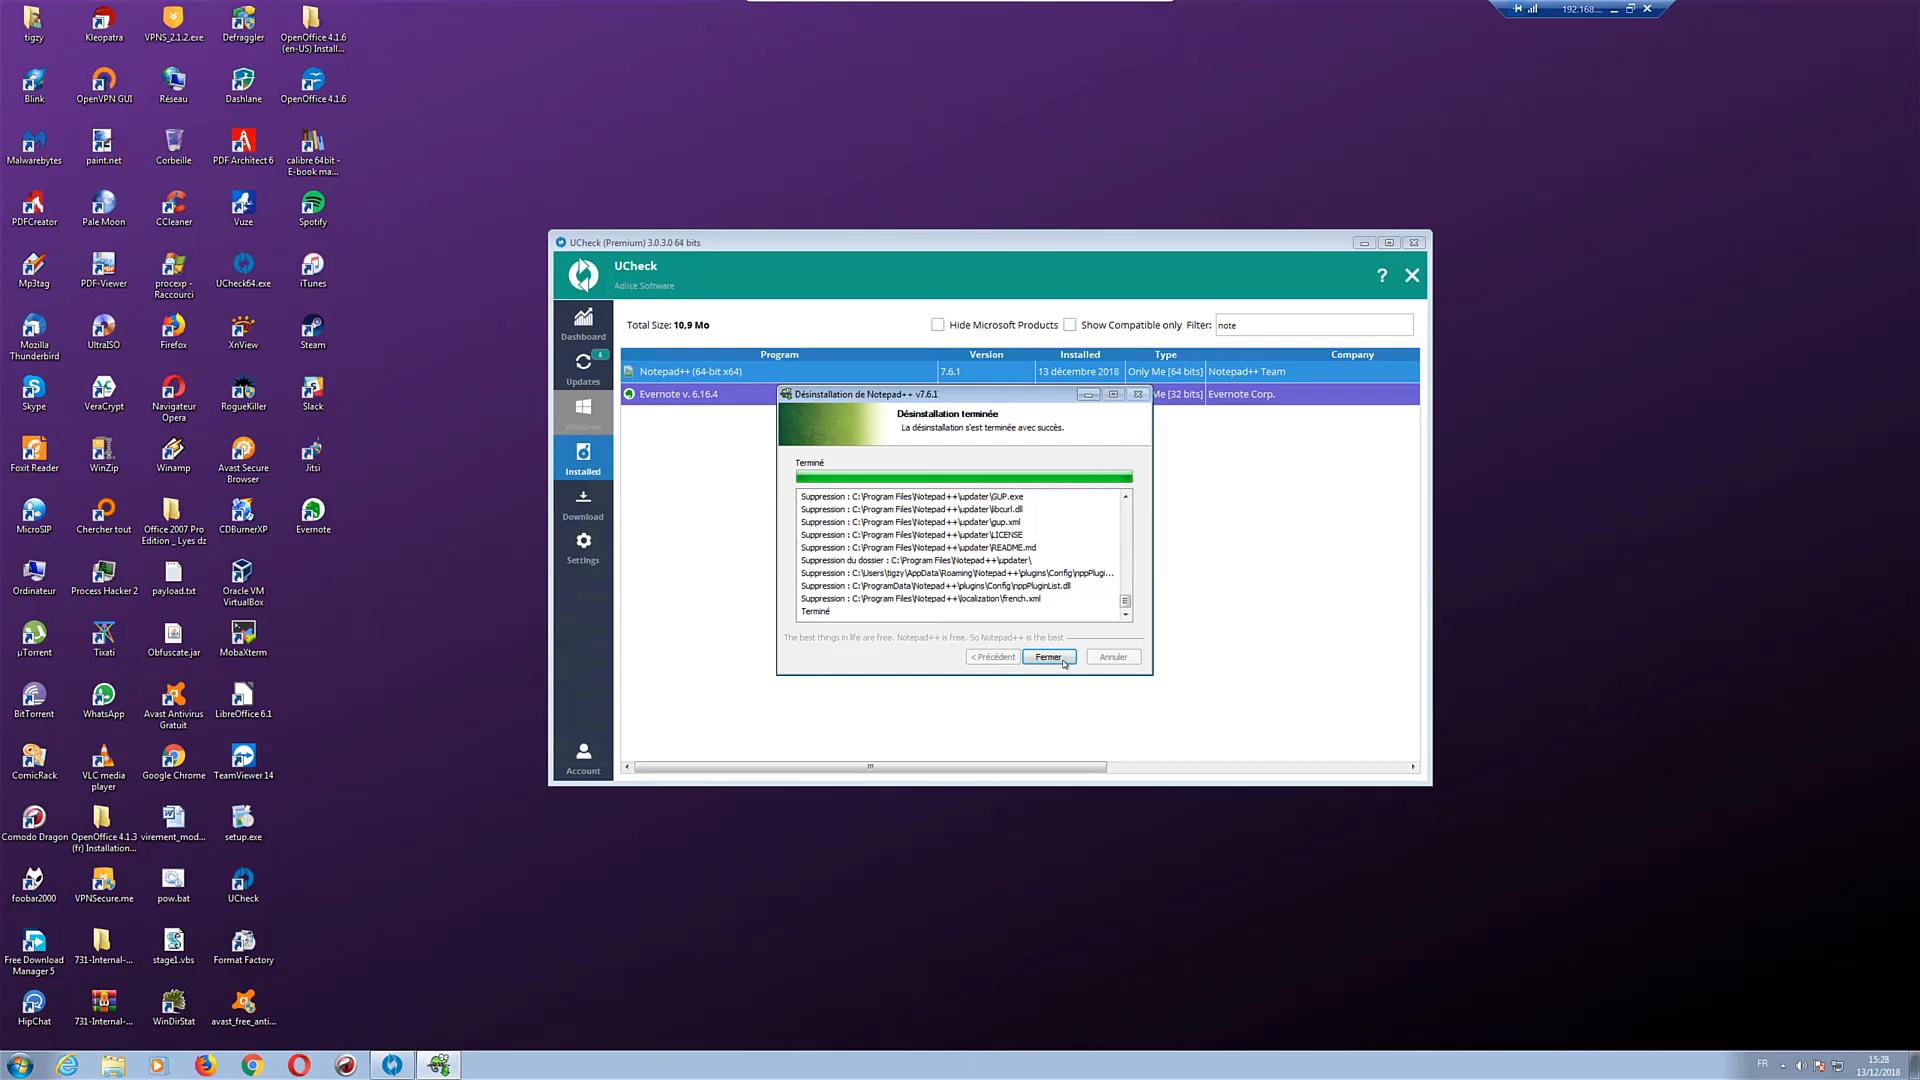 192.168....
tigzy
Kleopatra
VPNS_2.1.2.exe
Defraggler
OpenOffice 4.1.6
(en-US) Install...
Blink
OpenVPN GUI
Réseau
Dashlane
OpenOffice 4.1.6
Malwarebytes
paint.net
Corbeille
PDF Architect 6
calibre 64bit -
E-book ma...
PDFCreator
Pale Moon
CCleaner
Vuze
Spotify
Mp3tag
PDF-Viewer
procexp -
Raccourci
UCheck64.exe
iTunes
Mozilla
Thunderbird
UltraISO
Firefox
XnView
Steam
Skype
VeraCrypt
Navigateur
Opera
RogueKiller
Slack
Foxit Reader
WinZip
Winamp
Avast Secure
Browser
Jitsi
MicroSIP
Chercher tout
Office 2007 Pro
Edition _ Lyes dz
CDBurnerXP
Evernote
Ordinateur
Process Hacker 2
payload.txt
Oracle VM
VirtualBox
µTorrent
Tixati
Obfuscate.jar
MobaXterm
BitTorrent
WhatsApp
Avast Antivirus
Gratuit
LibreOffice 6.1
ComicRack
VLC media
player
Google Chrome
TeamViewer 14
Comodo Dragon
OpenOffice 4.1.3
(fr) Installation...
virement_mod...
setup.exe
foobar2000
VPNSecure.me
pow.bat
UCheck
Free Download
Manager 5
731-Internal-...
stage1.vbs
Format Factory
HipChat
731-Internal-...
WinDirStat
avast_free_anti...
UCheck (Premium) 3.0.3.0 64 bits
UCheck
Adlice Software
?
Dashboard
Updates
Windows
Installed
Download
Settings
Account
Total Size: 10,9 Mo
Hide Microsoft Products
Show Compatible only
Filter:
note
Program Version Installed Type Company
Notepad++ (64-bit x64) 7.6.1 13 décembre 2018 Only Me [64 bits] Notepad++ Team
Evernote v. 6.16.4 Me [32 bits] Evernote Corp.
Désinstallation de Notepad++ v7.6.1
Désinstallation terminée
La désinstallation s'est terminée avec succès.
Terminé
Suppression : C:\Program Files\Notepad++\updater\GUP.exe
Suppression : C:\Program Files\Notepad++\updater\libcurl.dll
Suppression : C:\Program Files\Notepad++\updater\gup.xml
Suppression : C:\Program Files\Notepad++\updater\LICENSE
Suppression : C:\Program Files\Notepad++\updater\README.md
Suppression du dossier : C:\Program Files\Notepad++\updater\
Suppression : C:\Users\tigzy\AppData\Roaming\Notepad++\plugins\Config\nppPlugi...
Suppression : C:\ProgramData\Notepad++\plugins\Config\nppPluginList.dll
Suppression : C:\Program Files\Notepad++\localization\french.xml
Terminé
The best things in life are free. Notepad++ is free. So Notepad++ is the best
< Précédent
Fermer
Annuler
FR
15:28
13/12/2018